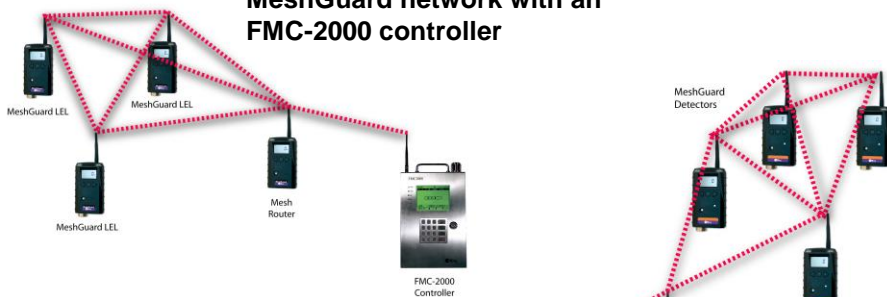 MeshGuard network with an
FMC-2000 controller
MeshGuard LEL
MeshGuard LEL
MeshGuard LEL
Mesh
Router
FMC-2000
Controller
MeshGuard
Detectors